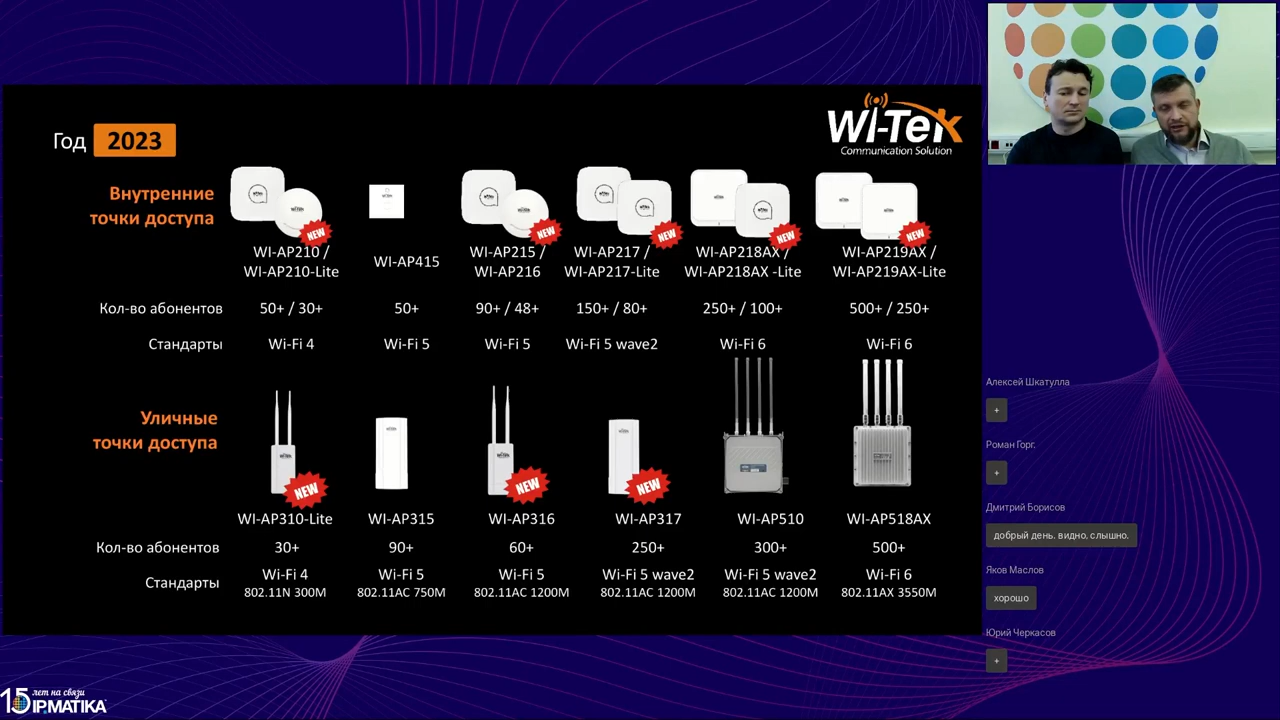 Год 2023
WI-TEK
Communication Solution
Внутренние
точки доступа
NEW
NEW
NEW
NEW
NEW
WI-AP210 /
WI-AP210-Lite
WI-AP415
WI-AP215 /
WI-AP216
WI-AP217 /
WI-AP217-Lite
WI-AP218AX /
WI-AP218AX -Lite
WI-AP219AX /
WI-AP219AX-Lite
Кол-во абонентов 50+ / 30+ 50+ 90+ / 48+ 150+ / 80+ 250+ / 100+ 500+ / 250+
Стандарты Wi-Fi 4 Wi-Fi 5 Wi-Fi 5 Wi-Fi 5 wave2 Wi-Fi 6 Wi-Fi 6
Уличные
точки доступа
NEW
NEW
NEW
WI-AP310-Lite WI-AP315 WI-AP316 WI-AP317 WI-AP510 WI-AP518AX
Кол-во абонентов 30+ 90+ 60+ 250+ 300+ 500+
Стандарты
Wi-Fi 4 Wi-Fi 5 Wi-Fi 5 Wi-Fi 5 wave2 Wi-Fi 5 wave2 Wi-Fi 6
802.11N 300M 802.11AC 750M 802.11AC 1200M 802.11AC 1200M 802.11AC 1200M 802.11AX 3550M
Алексей Шкатулла
+
Роман Горг.
+
Дмитрий Борисов
добрый день. видно, слышно.
Яков Маслов
хорошо
Юрий Черкасов
+
15 лет на связи
IPMATIKA